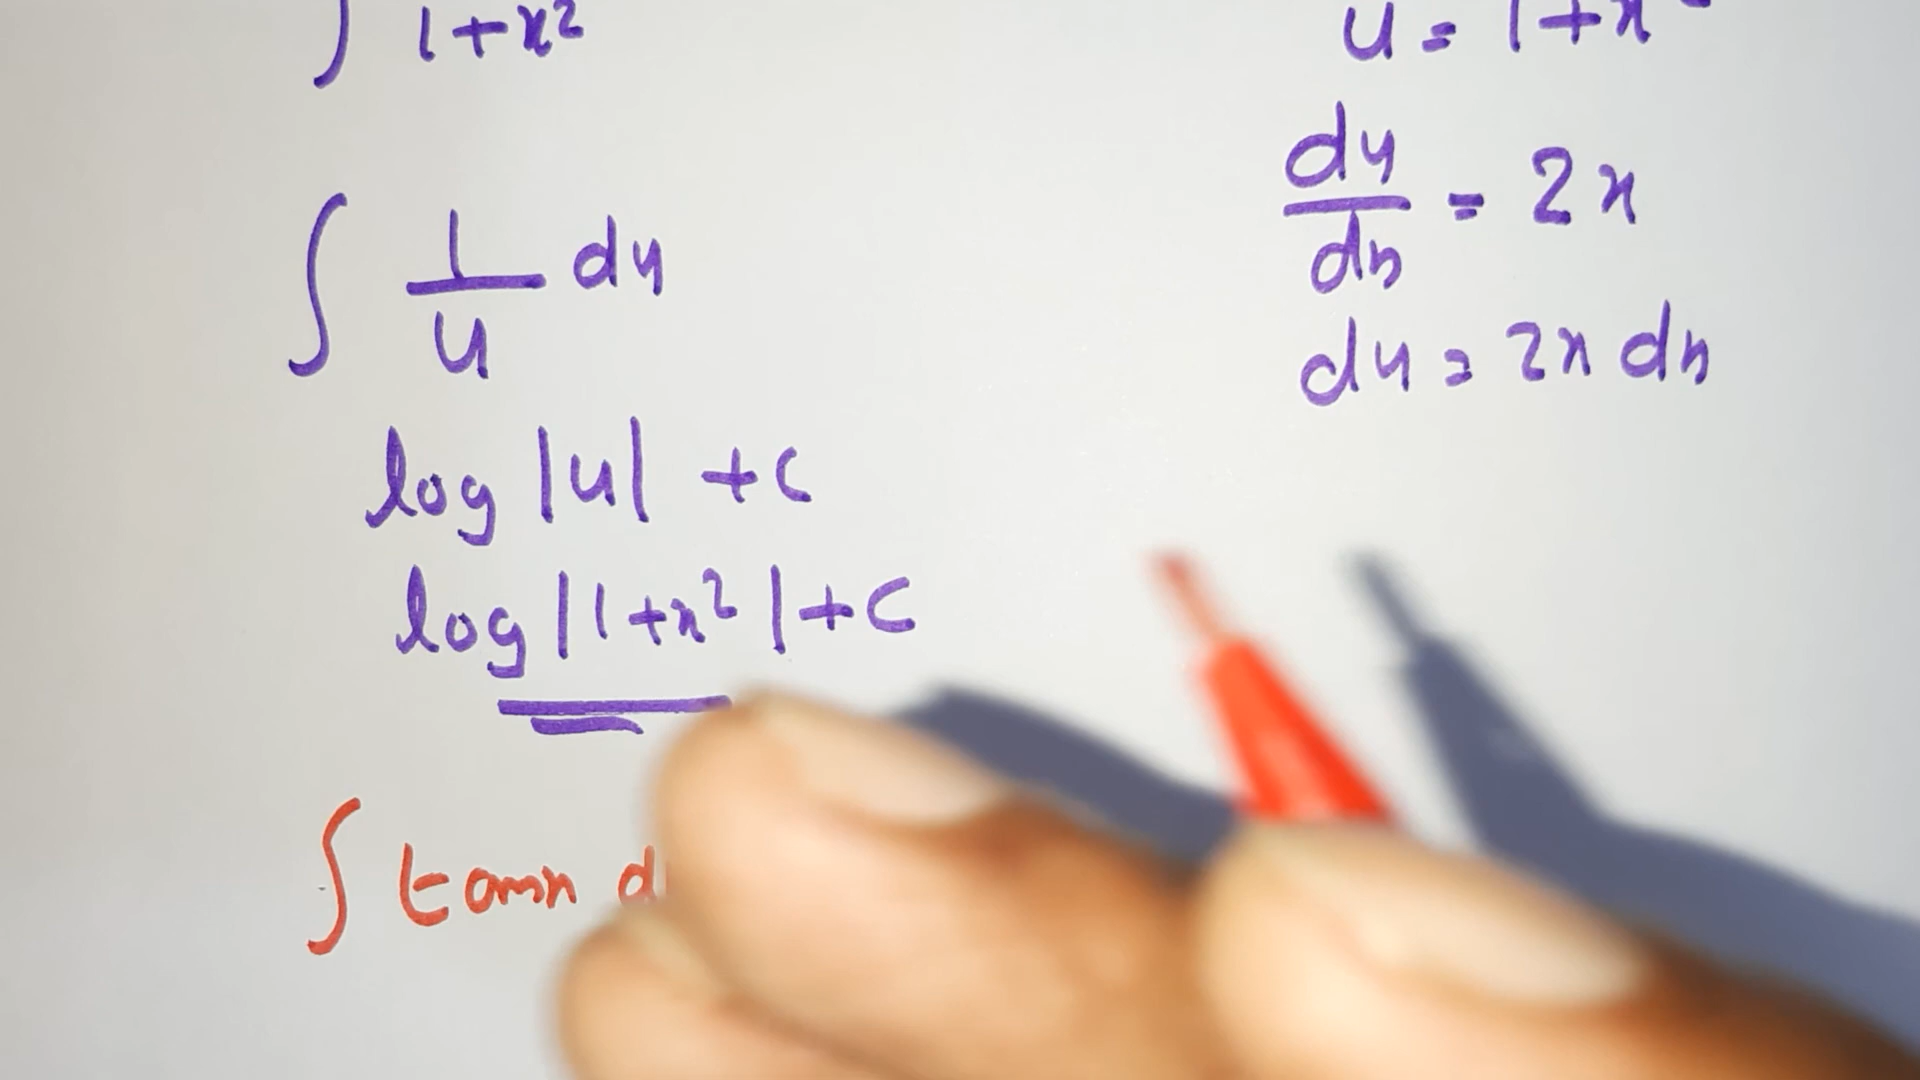 ∫ 1+x²
∫ 1/u du
log |u| +c
log |1+x²|+c
u = 1+x
du/dx = 2x
du = 2x dx
∫ tanx d